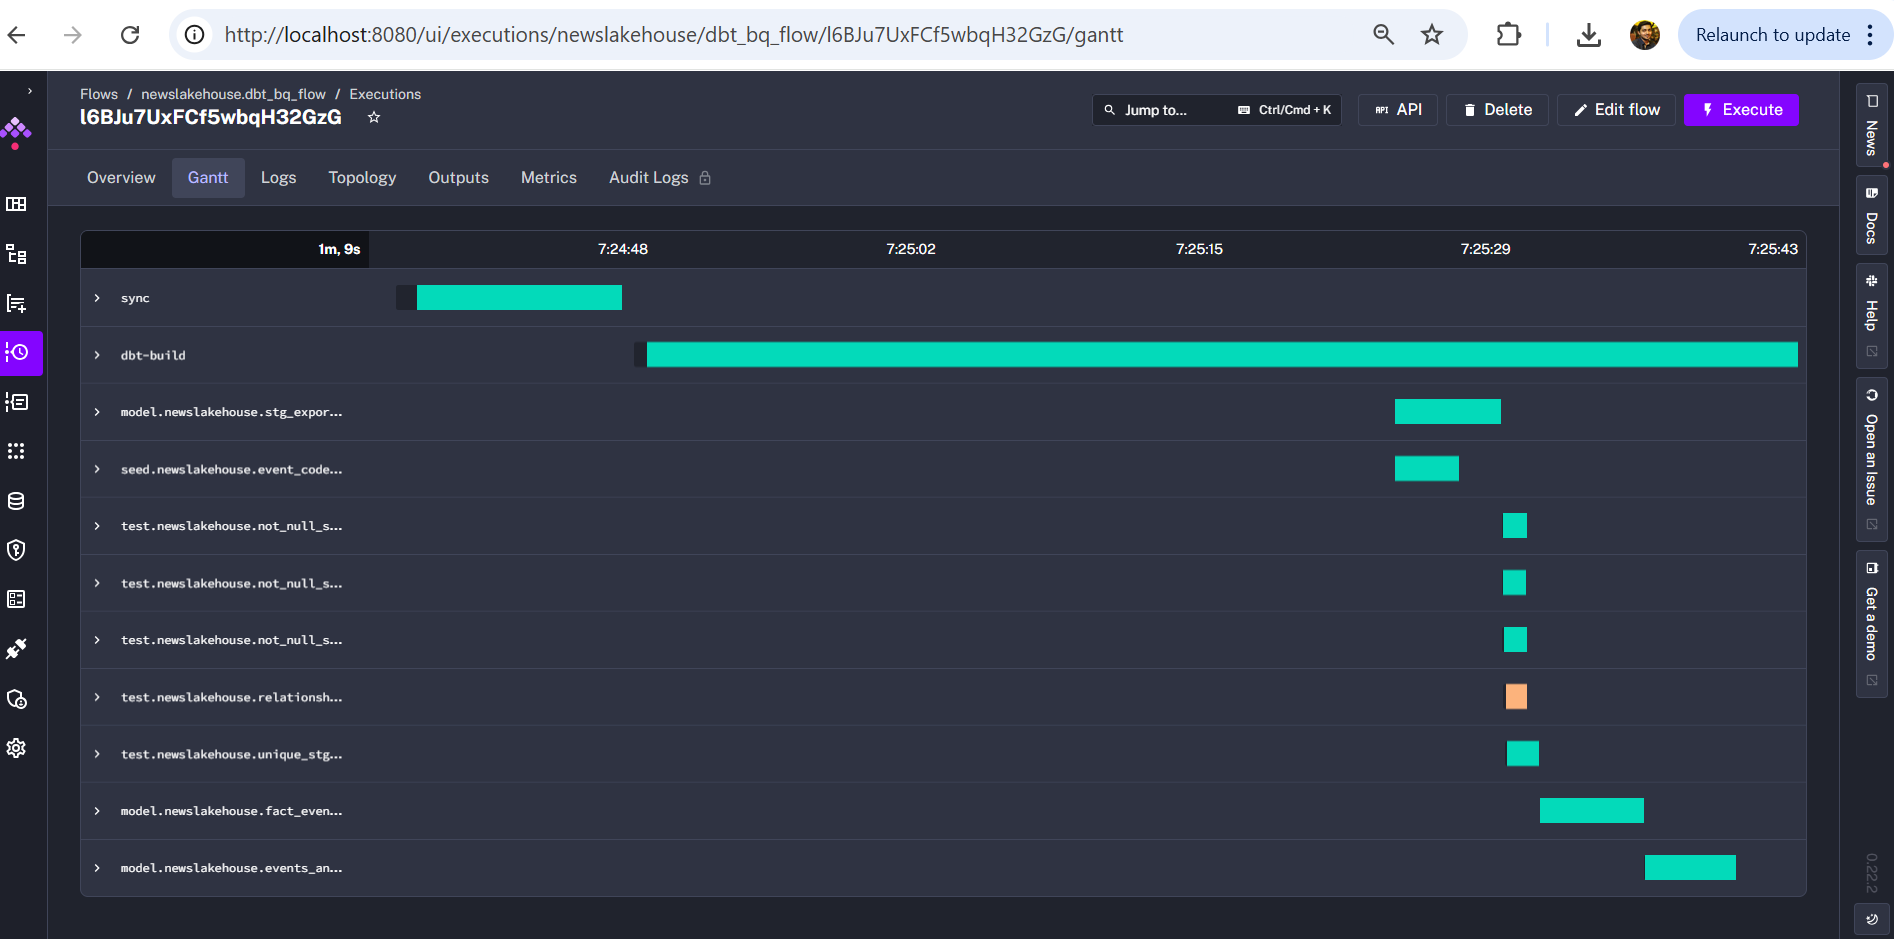 http://localhost:8080/ui/executions/newslakehouse/dbt_bq_flow/l6BJu7UxFCf5wbqH32GzG/gantt
Relaunch to update
Flows / newslakehouse.dbt_bq_flow / Executions
l6BJu7UxFCf5wbqH32GzG
Jump to... Ctrl/Cmd + K
API
Delete
Edit flow
Execute
Overview
Gantt
Logs
Topology
Outputs
Metrics
Audit Logs
1m, 9s 7:24:48 7:25:02 7:25:15 7:25:29 7:25:43
sync
dbt-build
model.newslakehouse.stg_expor...
seed.newslakehouse.event_code...
test.newslakehouse.not_null_s...
test.newslakehouse.not_null_s...
test.newslakehouse.not_null_s...
test.newslakehouse.relationsh...
test.newslakehouse.unique_stg...
model.newslakehouse.fact_even...
model.newslakehouse.events_an...
News
Docs
Help
Open an Issue
Get a demo
0.22.2